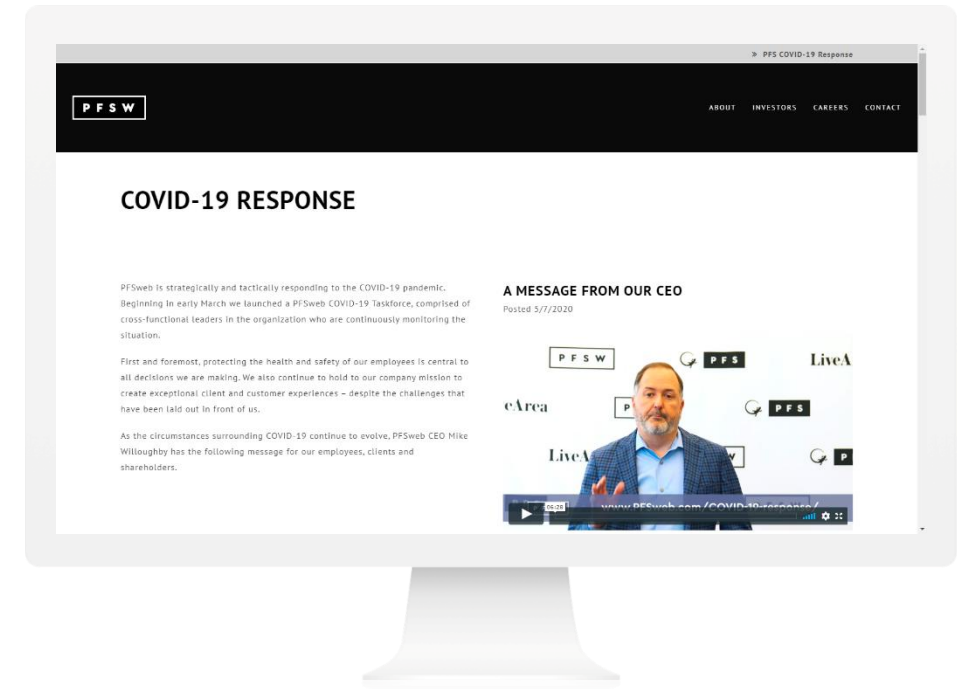 » PFS COVID-19 Response
PFSW
ABOUT INVESTORS CAREERS CONTACT
COVID-19 RESPONSE
PFSweb is strategically and tactically responding to the COVID-19 pandemic.
Beginning in early March we launched a PFSweb COVID-19 Taskforce, comprised of
cross-functional leaders in the organization who are continuously monitoring the
situation.
First and foremost, protecting the health and safety of our employees is central to
all decisions we are making. We also continue to hold to our company mission to
create exceptional client and customer experiences – despite the challenges that
have been laid out in front of us.
As the circumstances surrounding COVID-19 continue to evolve, PFSweb CEO Mike
Willoughby has the following message for our employees, clients and
shareholders.
A MESSAGE FROM OUR CEO
Posted 5/7/2020
PFSW PFS LiveA
eArea P PFS
LiveA W P
06:28 www.PFSweb.com/COVID-19-response/